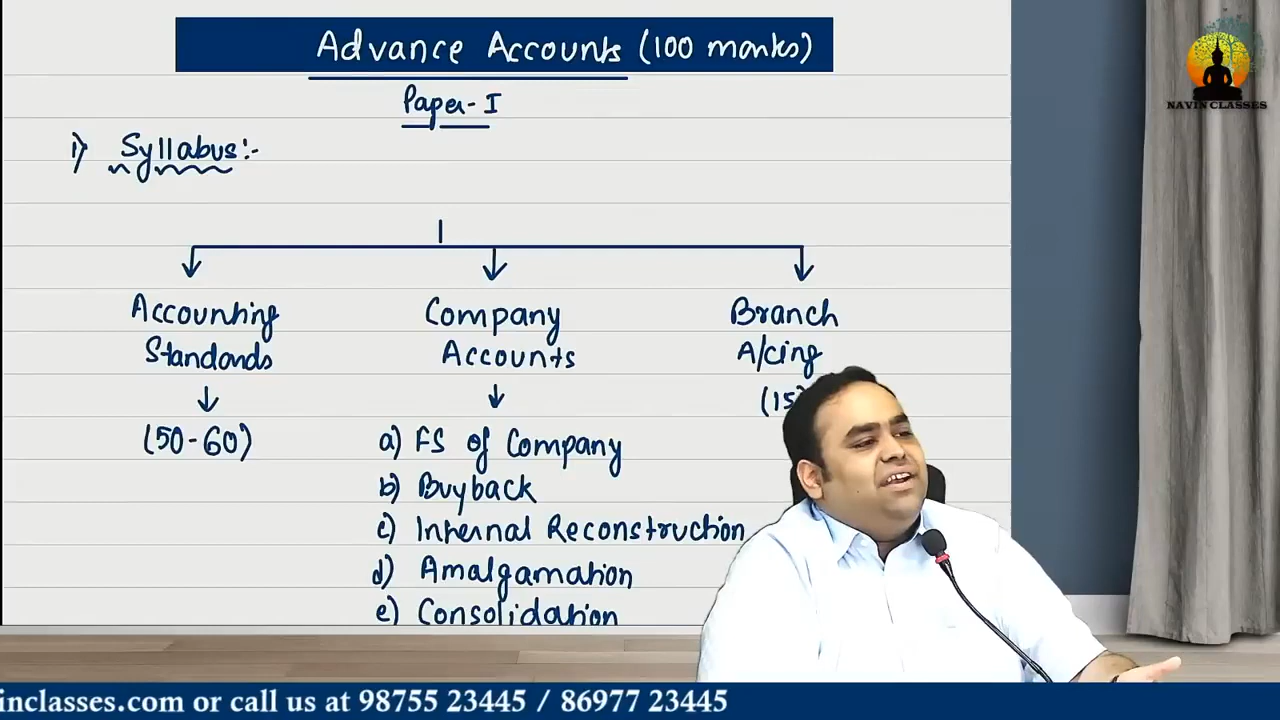 Advance Accounts (100 marks)
Paper-I
NAVIN CLASSES
1) Syllabus:-
Accounting
Standards
(50-60)
Company
Accounts
a) FS of Company
b) Buyback
c) Internal Reconstruction
d) Amalgamation
e) Consolidation
Branch
A/cing
(15
inclasses.com or call us at 98755 23445 / 86977 23445